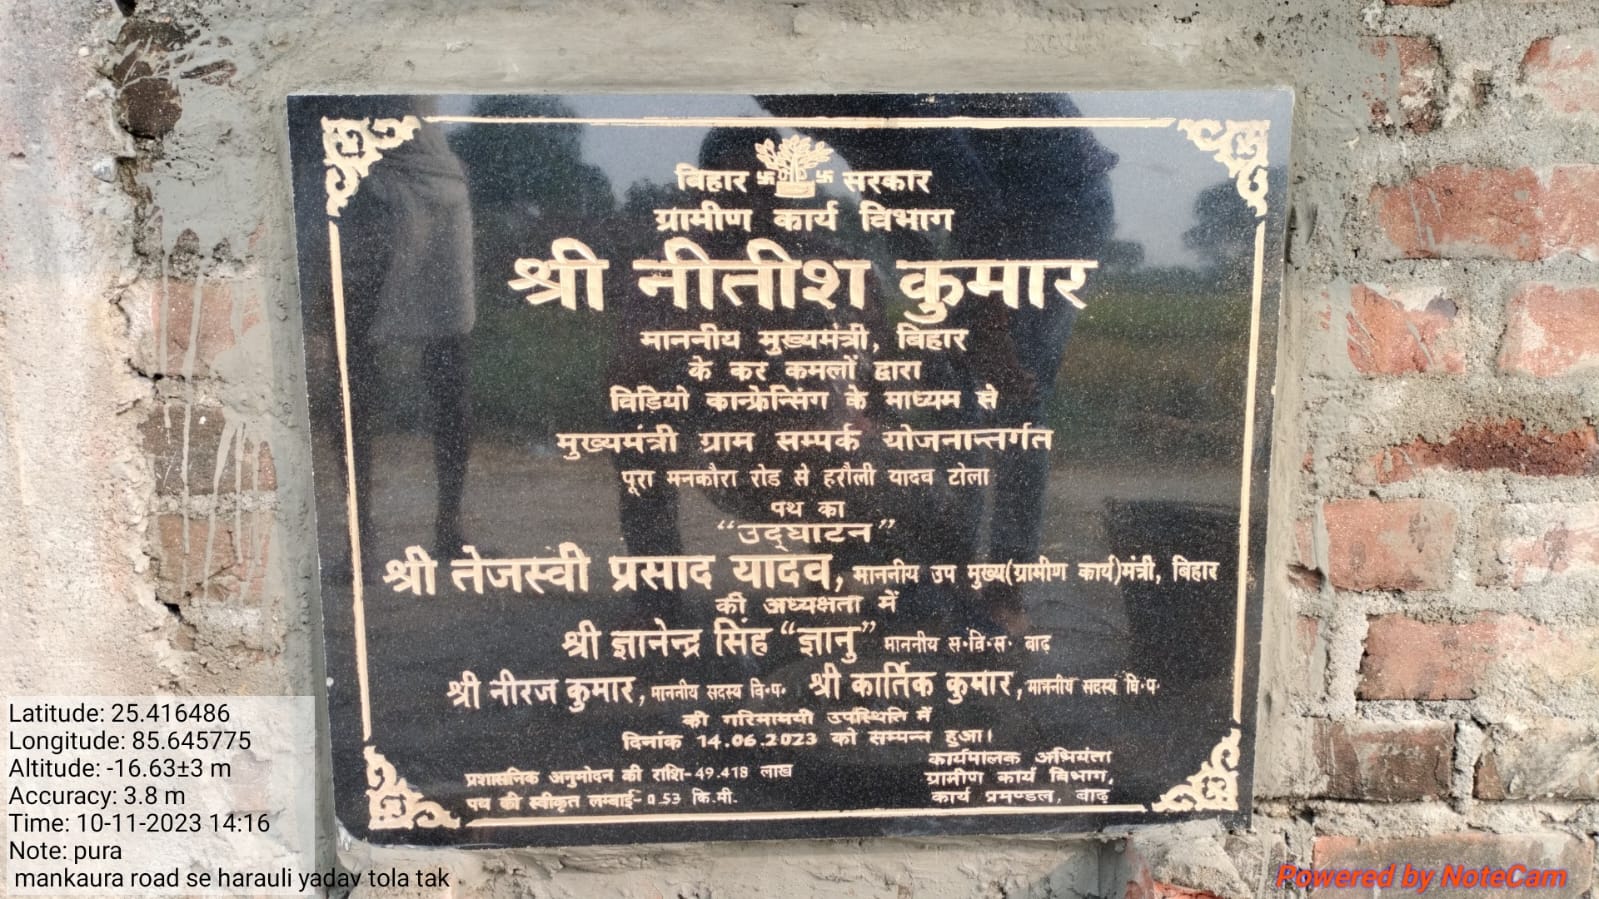 बिहार सरकार
ग्रामीण कार्य विभाग
श्री नीतीश कुमार
माननीय मुख्यमंत्री, बिहार
के कर कमलों द्वारा
विडियो कान्फ्रेन्सिंग के माध्यम से
मुख्यमंत्री ग्राम सम्पर्क योजनान्तर्गत
पूरा मनकौरा रोड से हरौली यादव टोला
पथ का
“उद्घाटन”
श्री तेजस्वी प्रसाद यादव, माननीय उप मुख्य(ग्रामीण कार्य)मंत्री, बिहार
की अध्यक्षता में
श्री ज्ञानेन्द्र सिंह “ज्ञानु” माननीय स॰वि॰स॰ बाढ़
श्री नीरज कुमार, माननीय सदस्य वि॰प॰ श्री कार्तिक कुमार, माननीय सदस्य वि॰प॰
की गरिमामयी उपस्थिति में
दिनांक 14.06.2023 को सम्पन्न हुआ।
प्रशासनिक अनुमोदन की राशि-49.418 लाख
पथ की स्वीकृत लम्बाई-0.53 कि.मी.
कार्यपालक अभियंता
ग्रामीण कार्य विभाग,
कार्य प्रमण्डल, बाढ़
Latitude: 25.416486
Longitude: 85.645775
Altitude: -16.63±3 m
Accuracy: 3.8 m
Time: 10-11-2023 14:16
Note: pura
mankaura road se harauli yadav tola tak
Powered by NoteCam